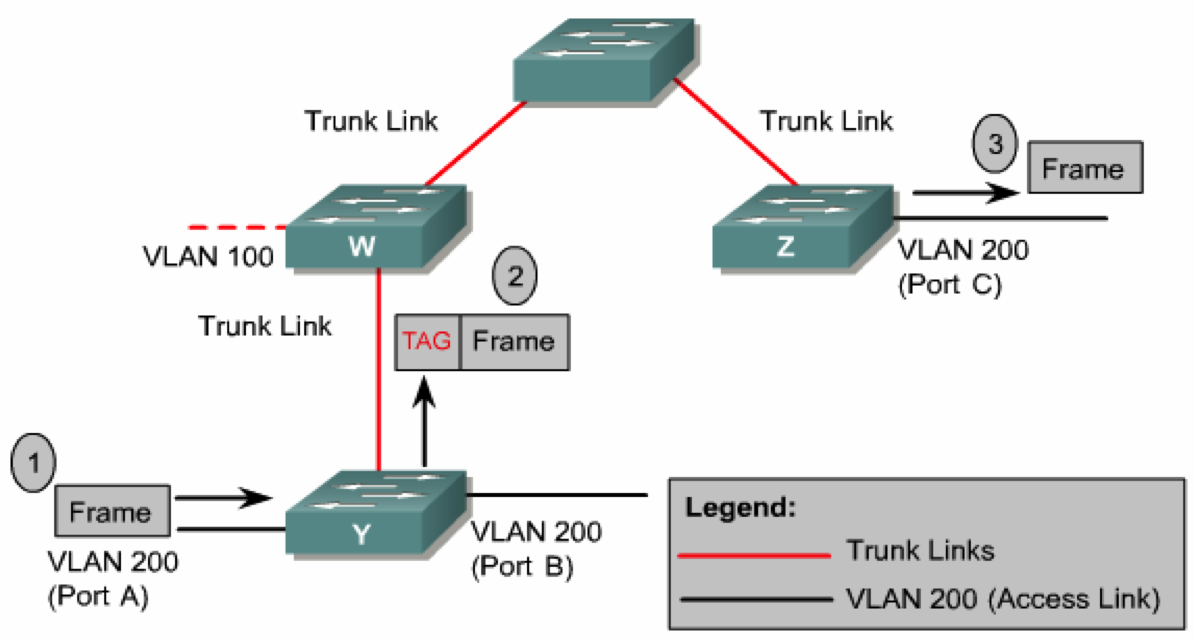 Trunk Link
Trunk Link
3
Frame
W
VLAN 100
Z
VLAN 200
(Port C)
2
Trunk Link
TAG
Frame
1
Frame
Y
VLAN 200
(Port A)
VLAN 200
(Port B)
Legend:
Trunk Links
VLAN 200 (Access Link)